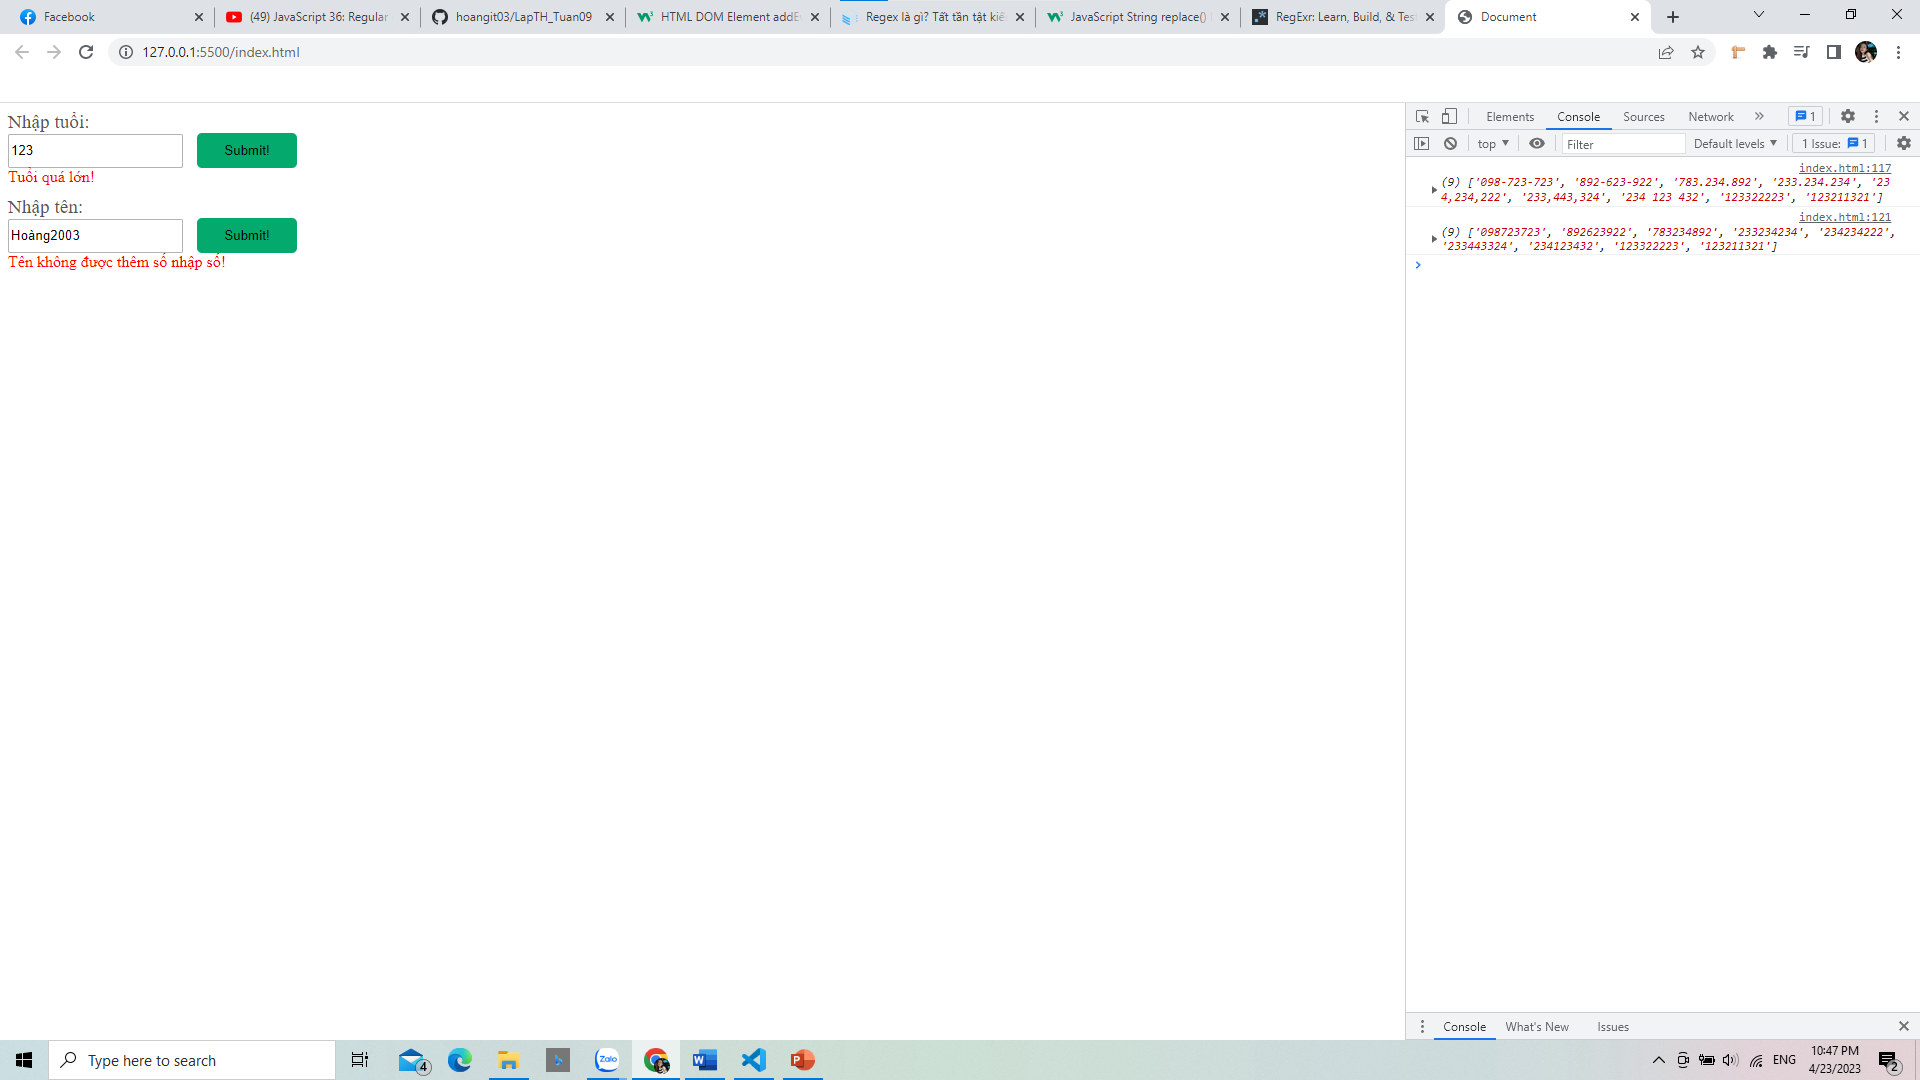 Facebook
(49) JavaScript 36: Regular
hoangit03/LapTH_Tuan09
HTML DOM Element addE
Regex là gì? Tất tần tật kiế
JavaScript String replace()
RegExr: Learn, Build, & Tes
Document
127.0.0.1:5500/index.html
Nhập tuổi:
123
Submit!
Tuổi quá lớn!
Nhập tên:
Hoàng2003
Submit!
Tên không được thêm số nhập số!
Elements Console Sources Network » 1
top Filter Default levels 1 Issue: 1
index.html:117
(9) ['098-723-723', '892-623-922', '783.234.892', '233.234.234', '23
4,234,222', '233,443,324', '234 123 432', '123322223', '123211321']
index.html:121
(9) ['098723723', '892623922', '783234892', '233234234', '234234222',
'233443324', '234123432', '123322223', '123211321']
Console What's New Issues
Type here to search
4
Zalo
ENG
10:47 PM
4/23/2023
2